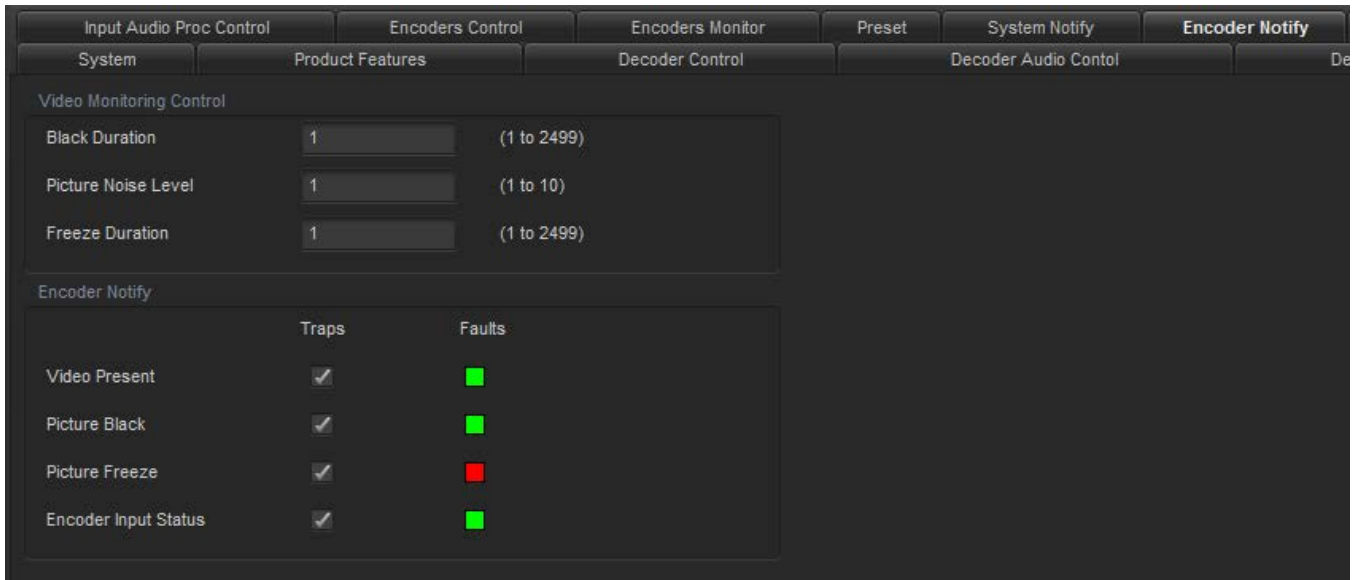 Input Audio Proc Control Encoders Control Encoders Monitor Preset System Notify Encoder Notify
System Product Features Decoder Control Decoder Audio Contol De
Video Monitoring Control
Black Duration 1 (1 to 2499)
Picture Noise Level 1 (1 to 10)
Freeze Duration 1 (1 to 2499)
Encoder Notify
Traps Faults
Video Present
Picture Black
Picture Freeze
Encoder Input Status